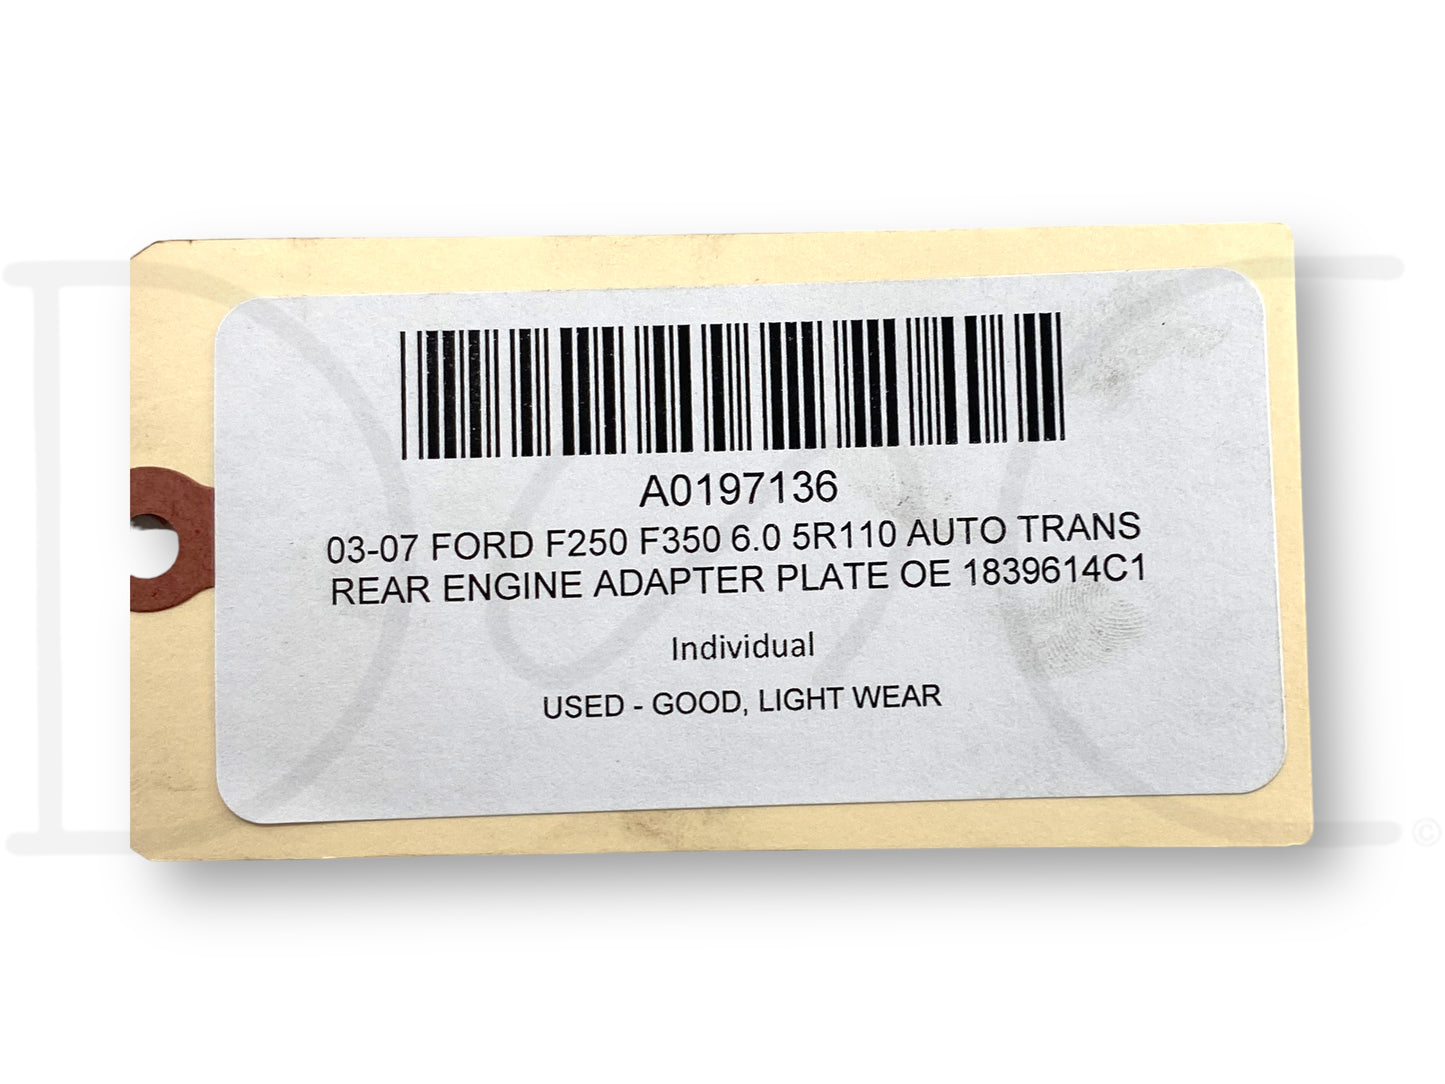 A0197136
03-07 FORD F250 F350 6.0 5R110 AUTO TRANS
REAR ENGINE ADAPTER PLATE OE 1839614C1
Individual
USED - GOOD, LIGHT WEAR
©